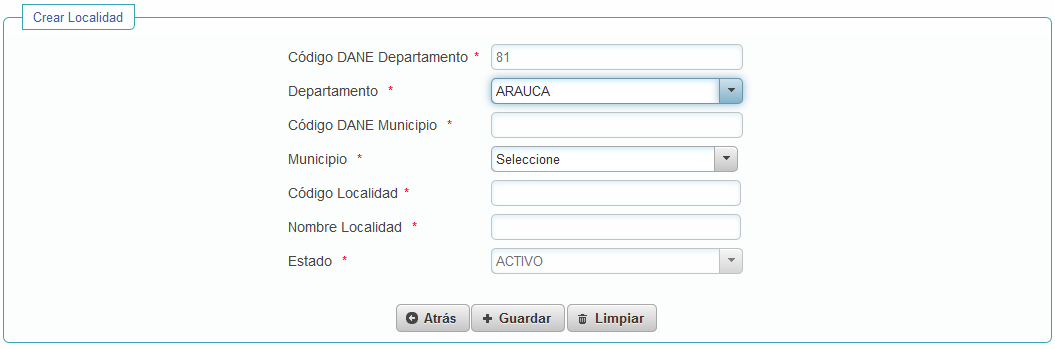 Crear Localidad
Código DANE Departamento * 81
Departamento * ARAUCA
Código DANE Municipio *
Municipio * Seleccione
Código Localidad *
Nombre Localidad *
Estado * ACTIVO
Atrás Guardar Limpiar